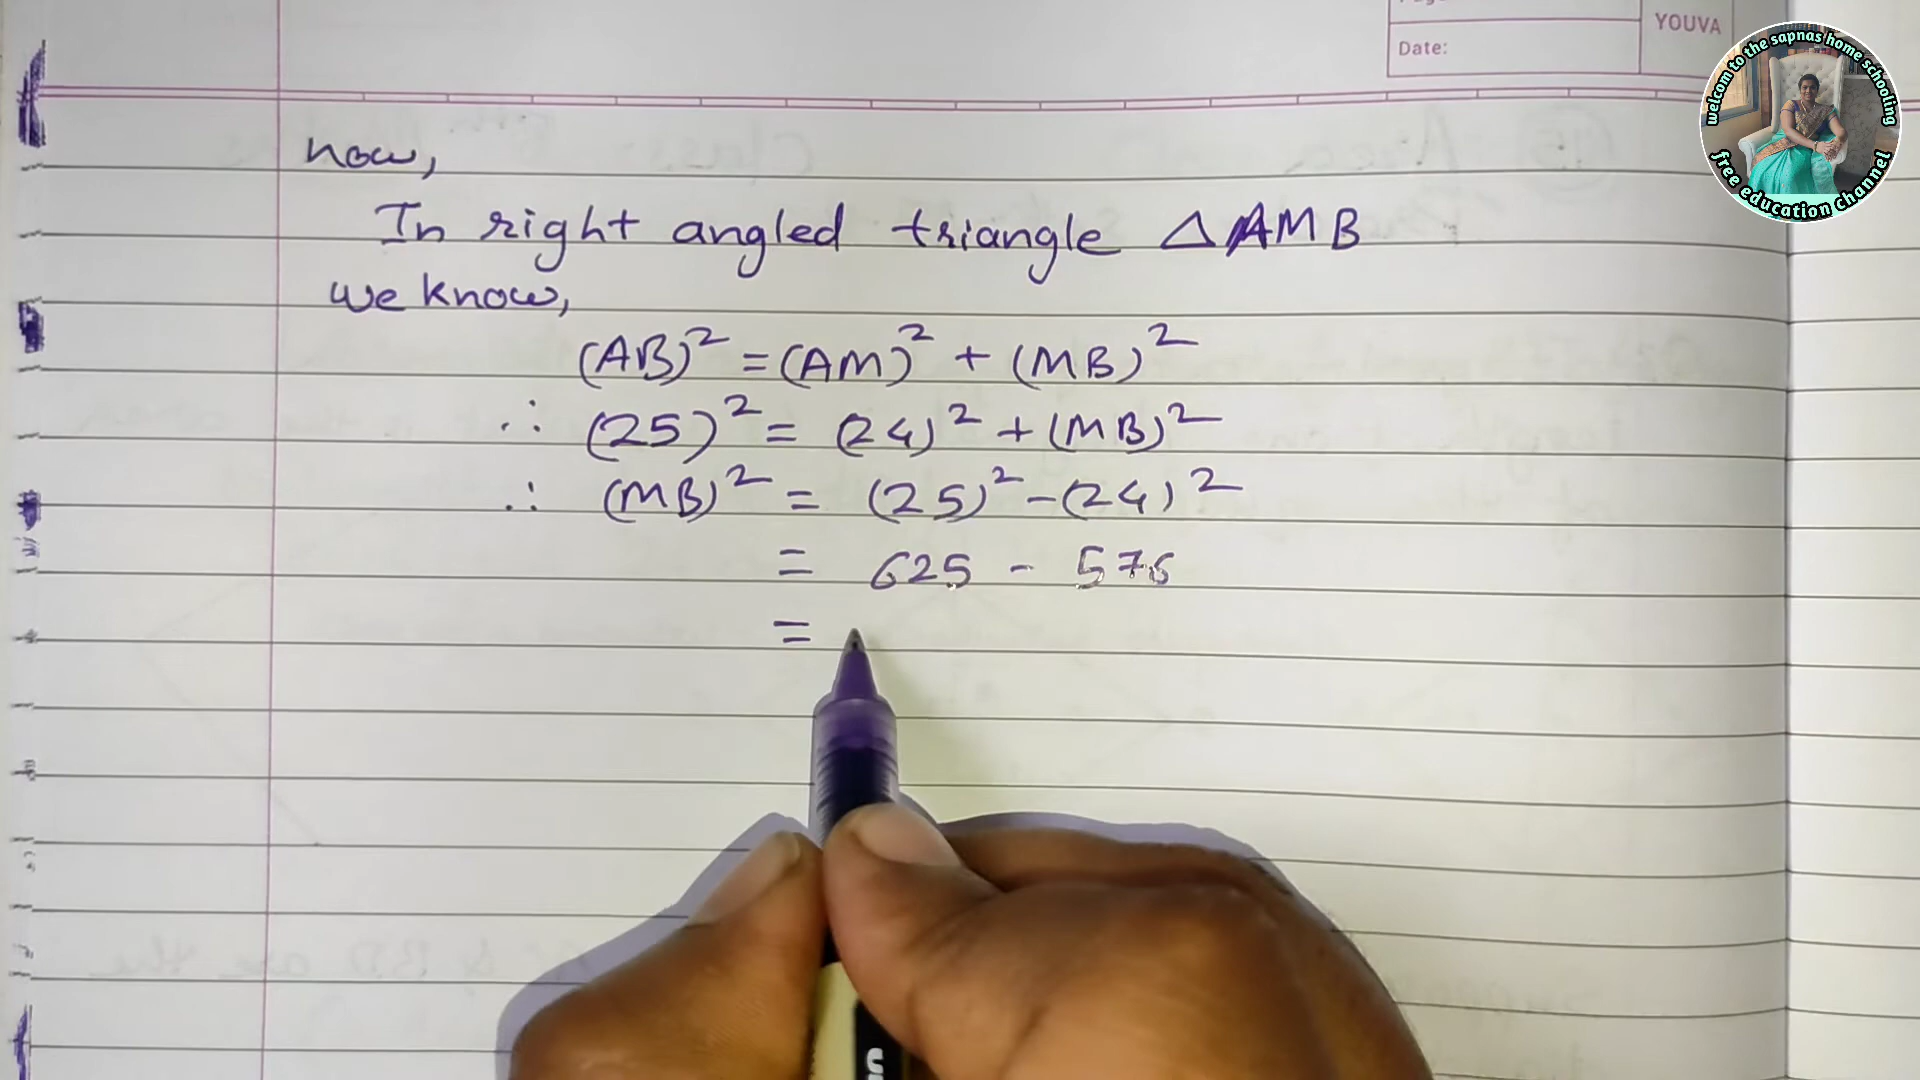 YOUVA
Date:
welcom to the sapnas home schooling
free education channel
now,
In right angled triangle △AMB
we know,
(AB)² = (AM)² + (MB)²
∴ (25)² = (24)² + (MB)²
∴ (MB)² = (25)² - (24)²
= 625 - 576
=